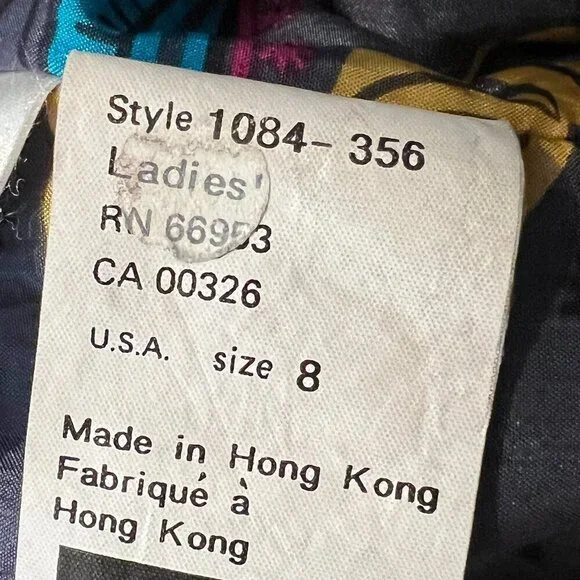 Style 1084-356
Ladies'
RN 66953
CA 00326
U.S.A. size 8
Made in Hong Kong
Fabriqué à
Hong Kong